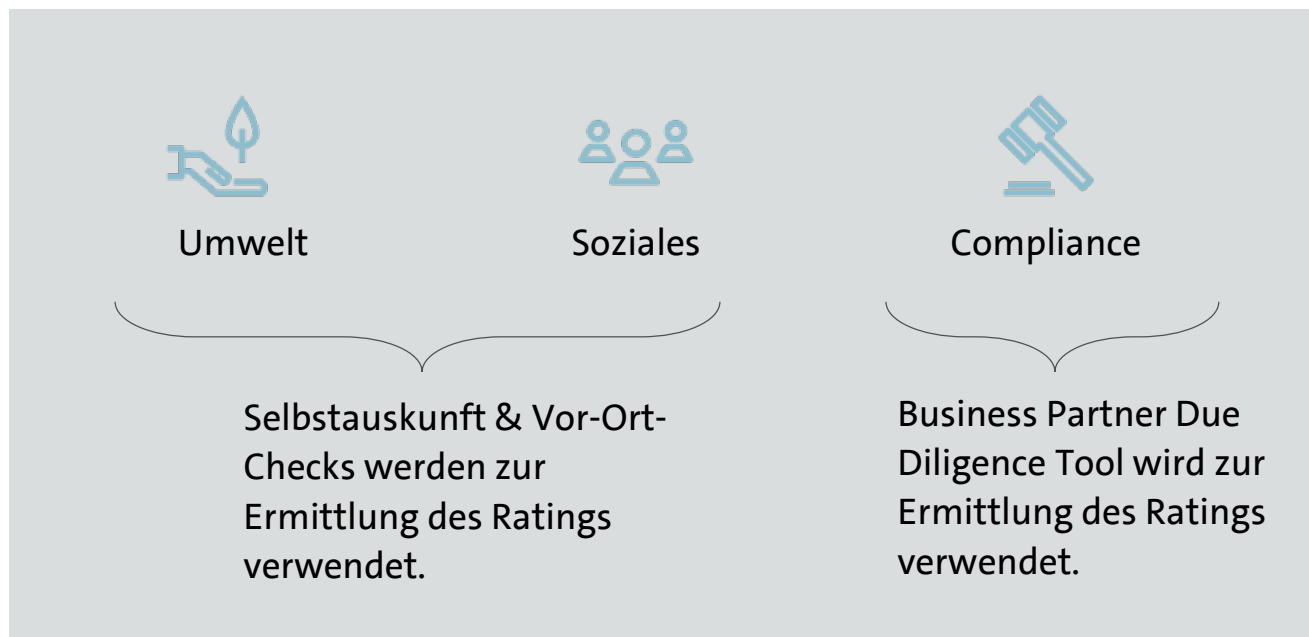 Umwelt
Soziales
Compliance
Selbstauskunft & Vor-Ort-
Checks werden zur
Ermittlung des Ratings
verwendet.
Business Partner Due
Diligence Tool wird zur
Ermittlung des Ratings
verwendet.